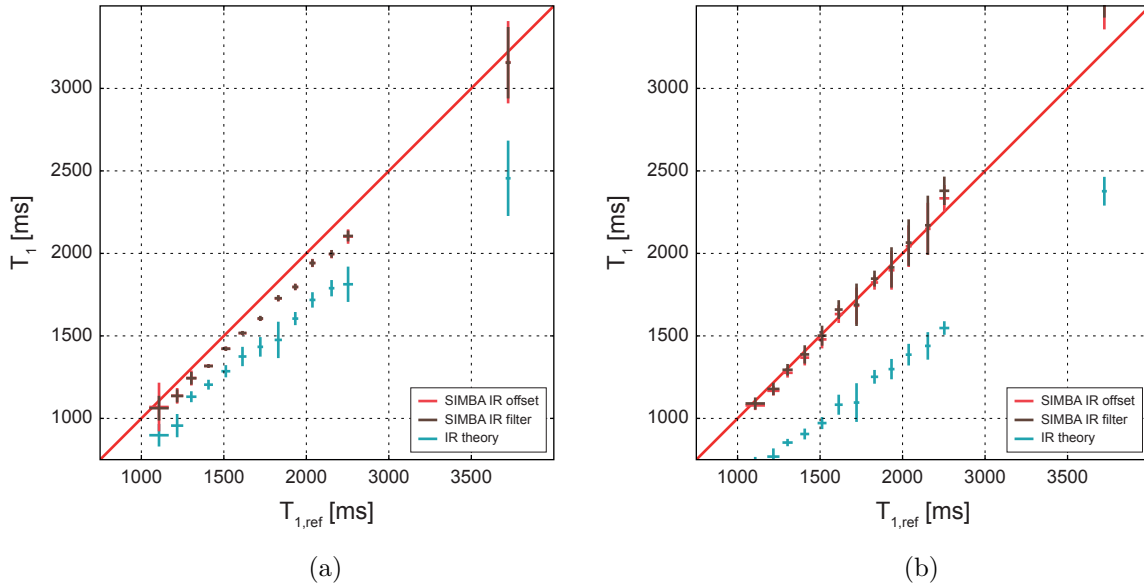 3000
2500
2000
1500
1000
T1 [ms]
1000 1500 2000 2500 3000 3500
T1,ref [ms]
SIMBA IR offset
SIMBA IR filter
IR theory
(a)
3000
2500
2000
1500
1000
T1 [ms]
1000 1500 2000 2500 3000 3500
T1,ref [ms]
SIMBA IR offset
SIMBA IR filter
IR theory
(b)